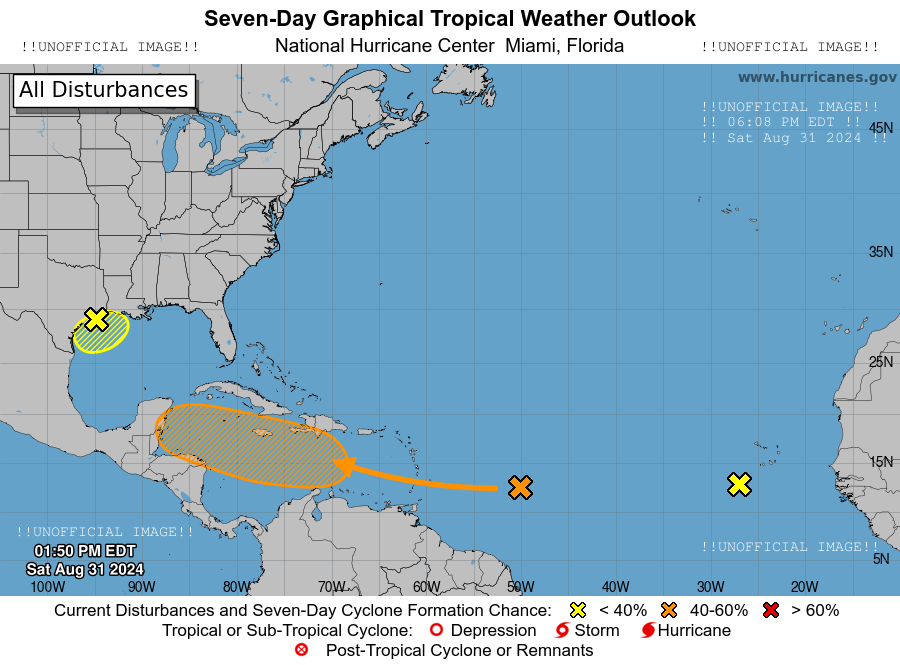 Seven-Day Graphical Tropical Weather Outlook
!!UNOFFICIAL IMAGE!!
National Hurricane Center  Miami, Florida
!!UNOFFICIAL IMAGE!!
All Disturbances
www.hurricanes.gov
!!UNOFFICIAL IMAGE!!
!! 06:08 PM EDT !!
!! Sat Aug 31 2024 !!
45N
35N
25N
15N
!!UNOFFICIAL IMAGE!!
01:50 PM EDT
Sat Aug 31 2024
!!UNOFFICIAL IMAGE!!
5N
100W 90W 80W 70W 60W 50W 40W 30W 20W
Current Disturbances and Seven-Day Cyclone Formation Chance: < 40% 40-60% > 60%
Tropical or Sub-Tropical Cyclone: Depression Storm Hurricane
Post-Tropical Cyclone or Remnants